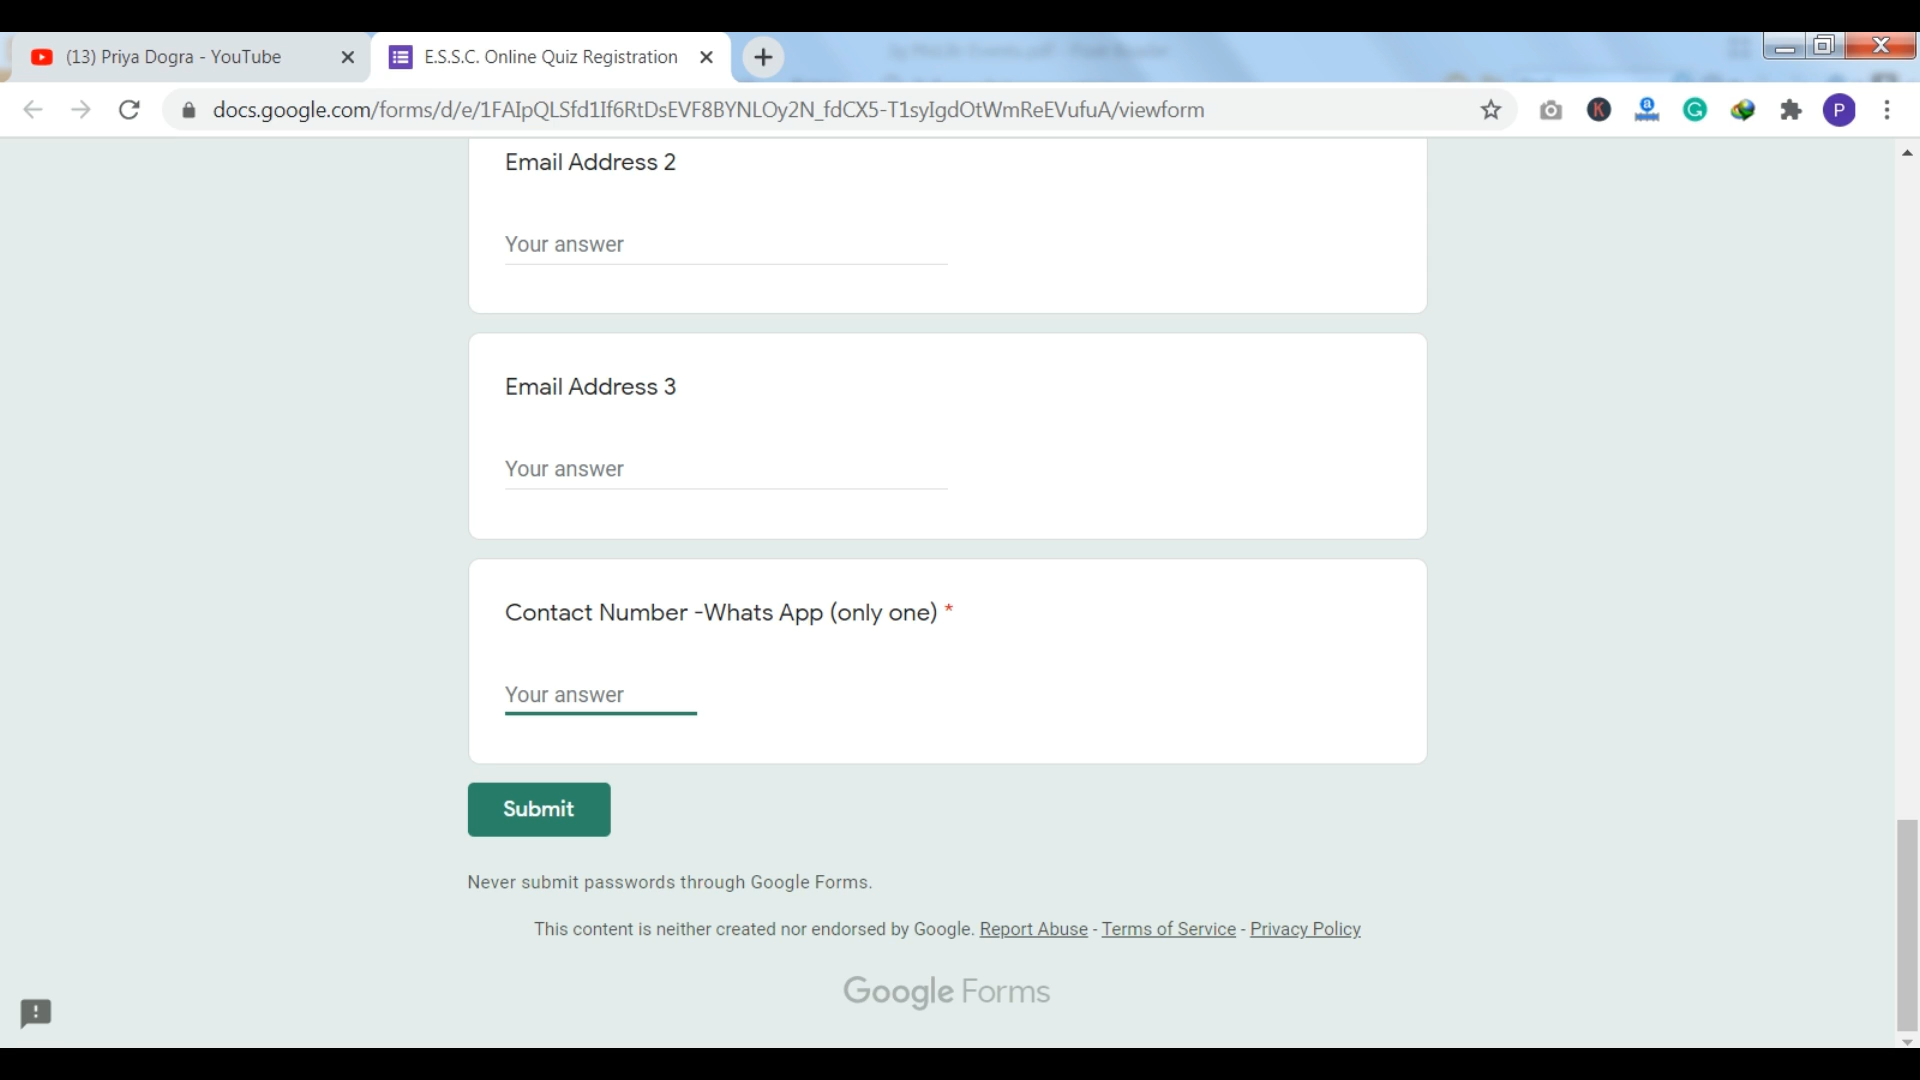 (13) Priya Dogra - YouTube
E.S.S.C. Online Quiz Registration
docs.google.com/forms/d/e/1FAIpQLSfd1If6RtDsEVF8BYNLOy2N_fdCX5-T1syIgdOtWmReEVufuA/viewform
Email Address 2
Your answer
Email Address 3
Your answer
Contact Number -Whats App (only one) *
Your answer
Submit
Never submit passwords through Google Forms.
This content is neither created nor endorsed by Google. Report Abuse - Terms of Service - Privacy Policy
Google Forms